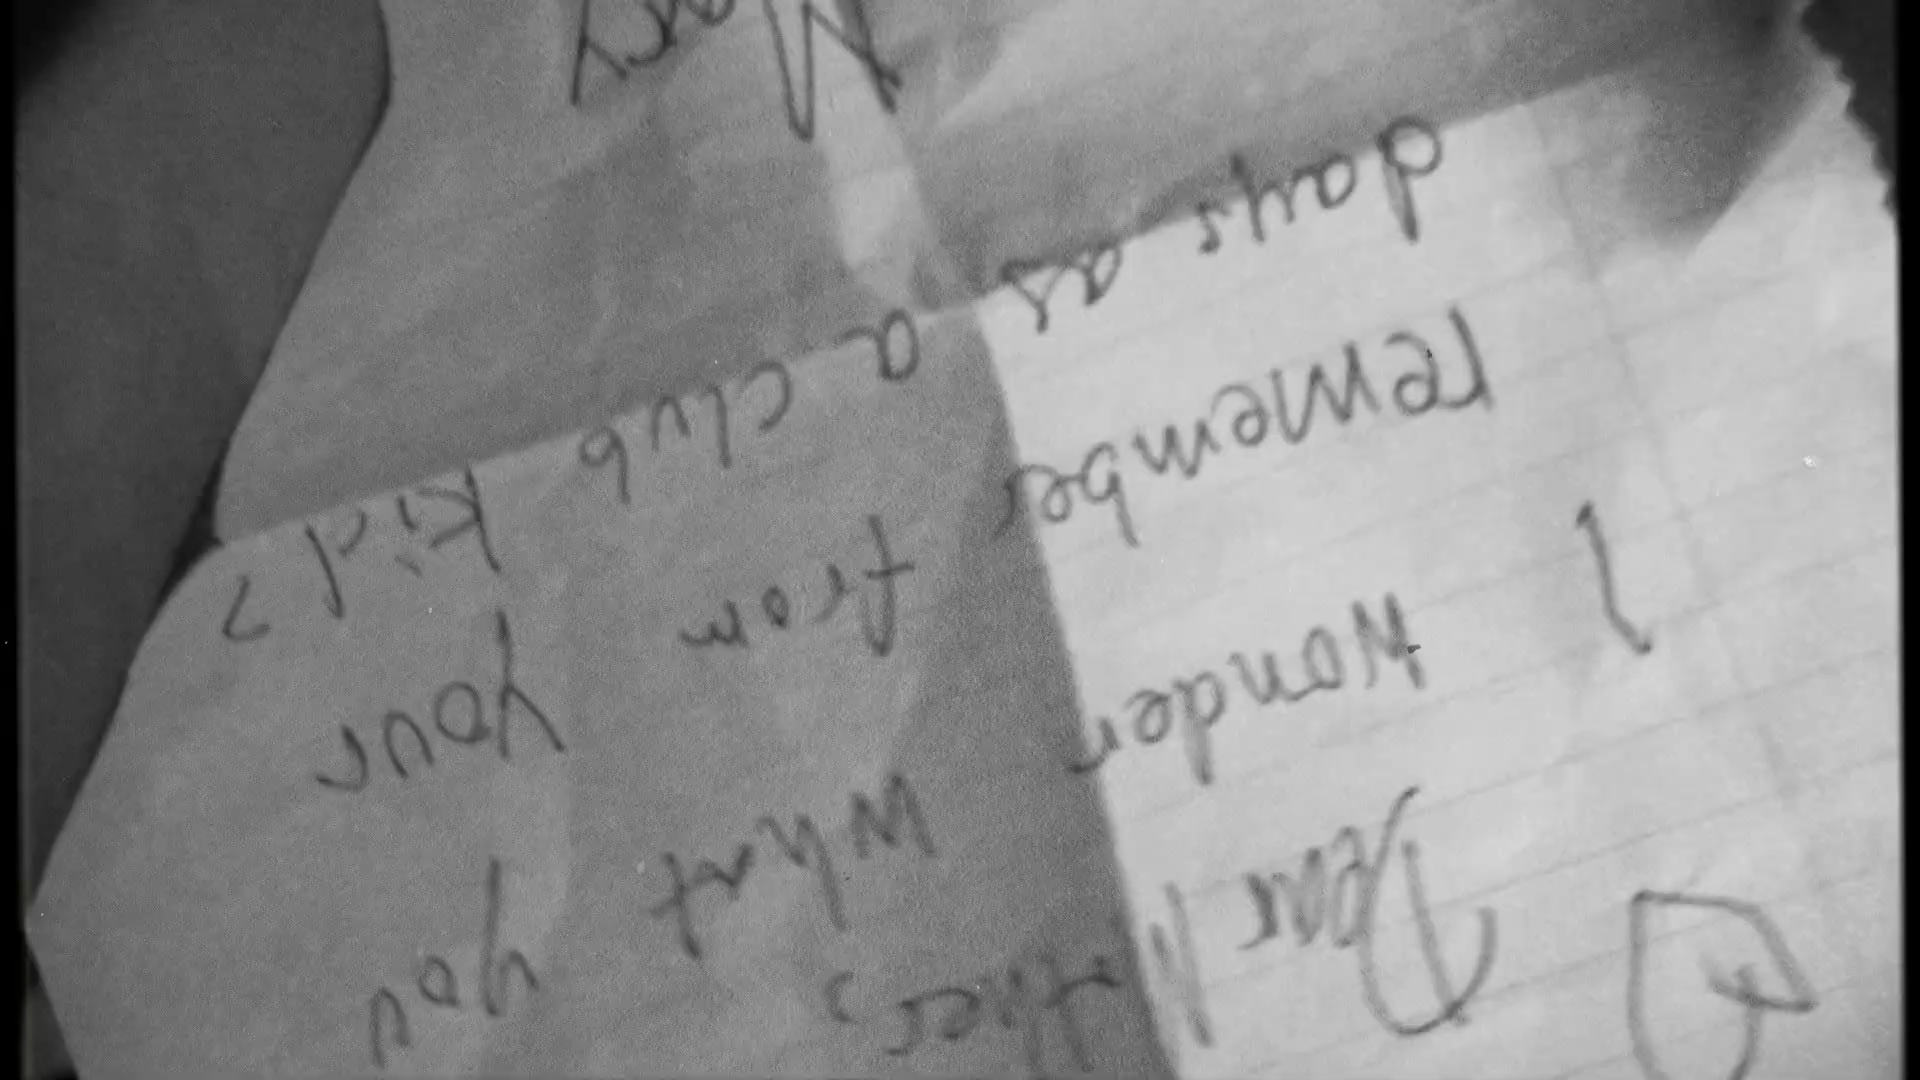 Dear
I wonder what you
remember from your
days as a club kid?
Mary